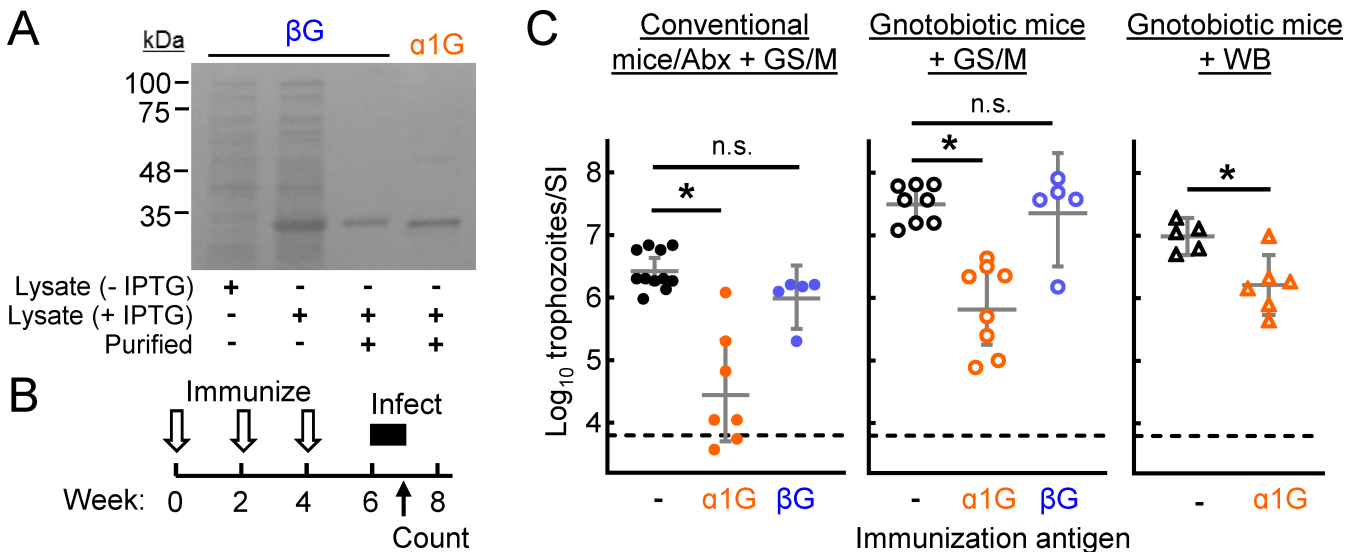 A
kDa
βG
α1G
100
75
48
35
Lysate (- IPTG) + - - -
Lysate (+ IPTG) - + + +
Purified - - + +
B
Immunize
Infect
Week: 0 2 4 6 8
Count
C
Conventional
mice/Abx + GS/M
Gnotobiotic mice
+ GS/M
Gnotobiotic mice
+ WB
Log10 trophozoites/SI
8
7
6
5
4
n.s.
*
n.s.
*
*
- α1G βG
- α1G βG
- α1G
Immunization antigen